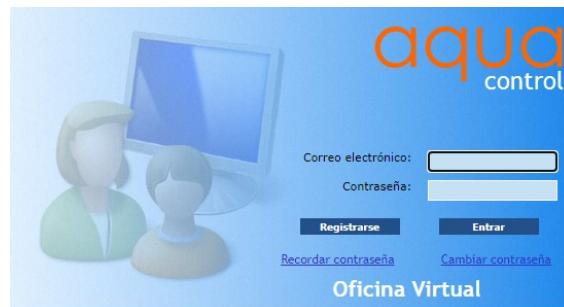 aqua
control
Correo electrónico:
Contraseña:
Registrarse Entrar
Recordar contraseña Cambiar contraseña
Oficina Virtual